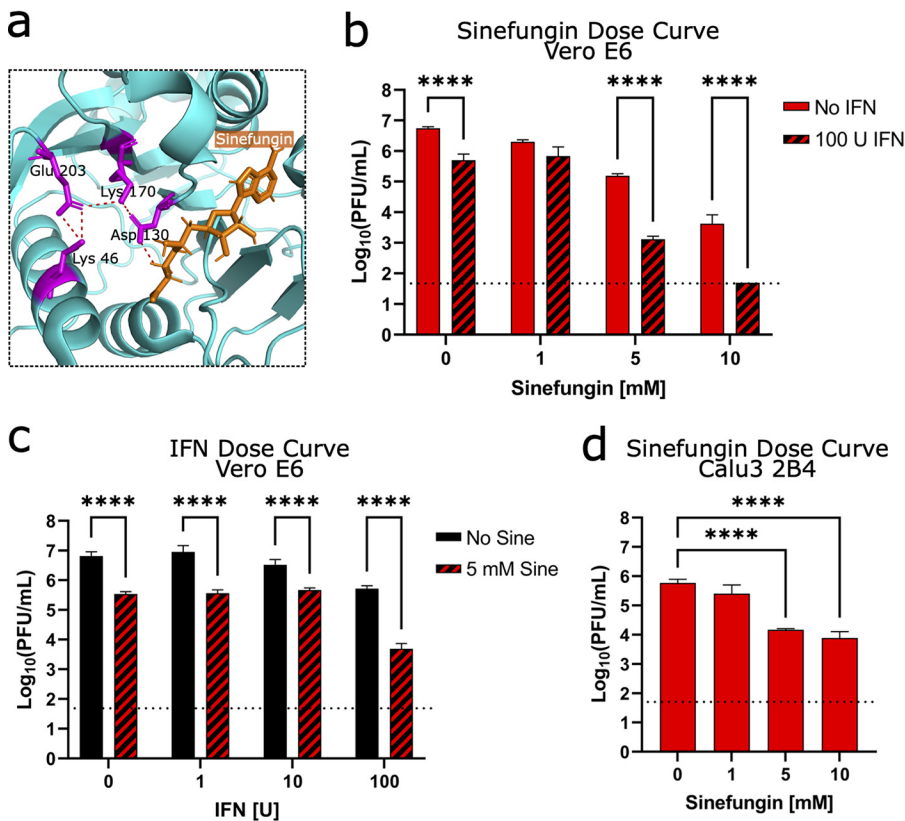 a
Sinefungin
Glu 203
Lys 170
Asp 130
Lys 46
b
Sinefungin Dose Curve
Vero E6
**** **** ****
8
7
6
5
4
3
2
1
0
Log10(PFU/mL)
0 1 5 10
Sinefungin [mM]
No IFN
100 U IFN
c
IFN Dose Curve
Vero E6
**** **** **** ****
8
7
6
5
4
3
2
1
0
Log10(PFU/mL)
0 1 10 100
IFN [U]
No Sine
5 mM Sine
d
Sinefungin Dose Curve
Calu3 2B4
****
****
8
7
6
5
4
3
2
1
0
Log10(PFU/mL)
0 1 5 10
Sinefungin [mM]